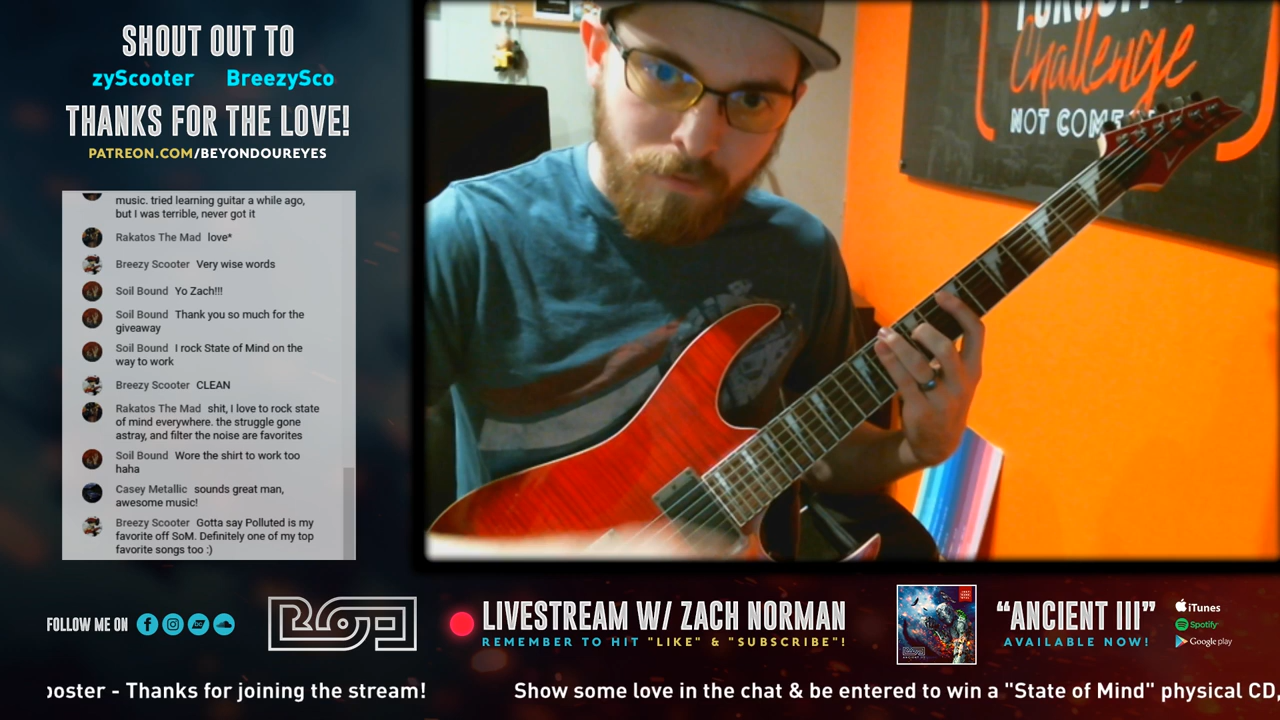 SHOUT OUT TO
zyScooter BreezySco
THANKS FOR THE LOVE!
PATREON.COM/BEYONDOUREYES
music. tried learning guitar a while ago,
but I was terrible, never got it
Rakatos The Mad love*
Breezy Scooter Very wise words
Soil Bound Yo Zach!!!
Soil Bound Thank you so much for the
giveaway
Soil Bound I rock State of Mind on the
way to work
Breezy Scooter CLEAN
Rakatos The Mad shit, I love to rock state
of mind everywhere. the struggle gone
astray, and filter the noise are favorites
Soil Bound Wore the shirt to work too
haha
Casey Metallic sounds great man,
awesome music!
Breezy Scooter Gotta say Polluted is my
favorite off SoM. Definitely one of my top
favorite songs too :)
Challenge
NOT
FOLLOW ME ON
LIVESTREAM W/ ZACH NORMAN
REMEMBER TO HIT "LIKE" & "SUBSCRIBE"!
"ANCIENT III"
AVAILABLE NOW!
iTunes
Spotify
Google play
ooster - Thanks for joining the stream!
Show some love in the chat & be entered to win a "State of Mind" physical CD,